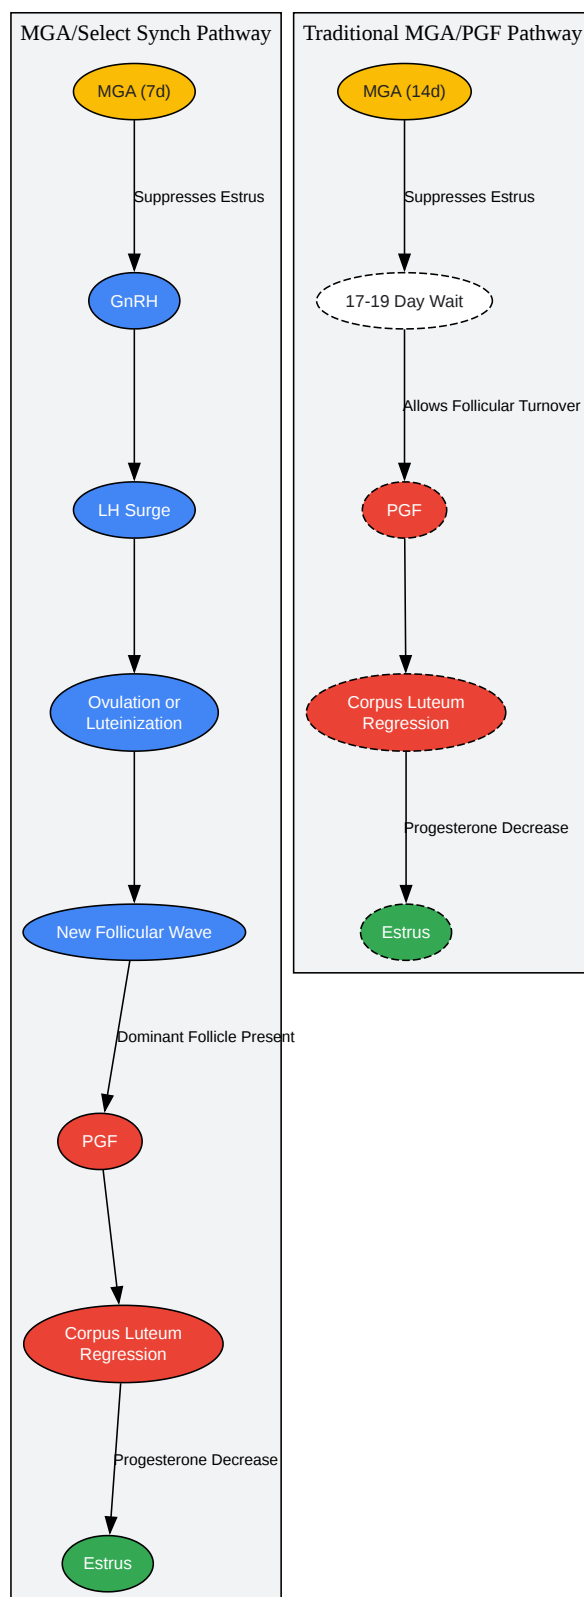 MGA/Select Synch Pathway
MGA (7d)
Suppresses Estrus
GnRH
LH Surge
Ovulation or
Luteinization
New Follicular Wave
Dominant Follicle Present
PGF
Corpus Luteum
Regression
Progesterone Decrease
Estrus
Traditional MGA/PGF Pathway
MGA (14d)
Suppresses Estrus
17-19 Day Wait
Allows Follicular Turnover
PGF
Corpus Luteum
Regression
Progesterone Decrease
Estrus